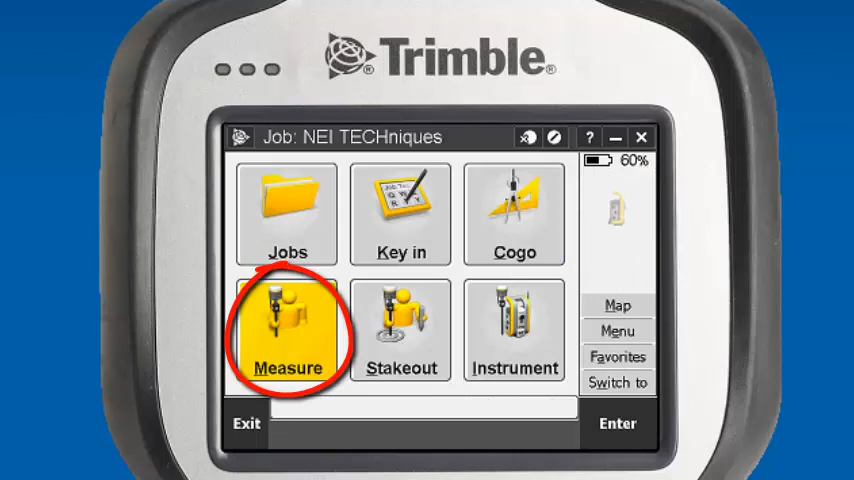 Trimble®
Job: NEI TECHniques
? — X
60%
Jobs Key in Cogo
Measure Stakeout Instrument
Map
Menu
Favorites
Switch to
Exit Enter